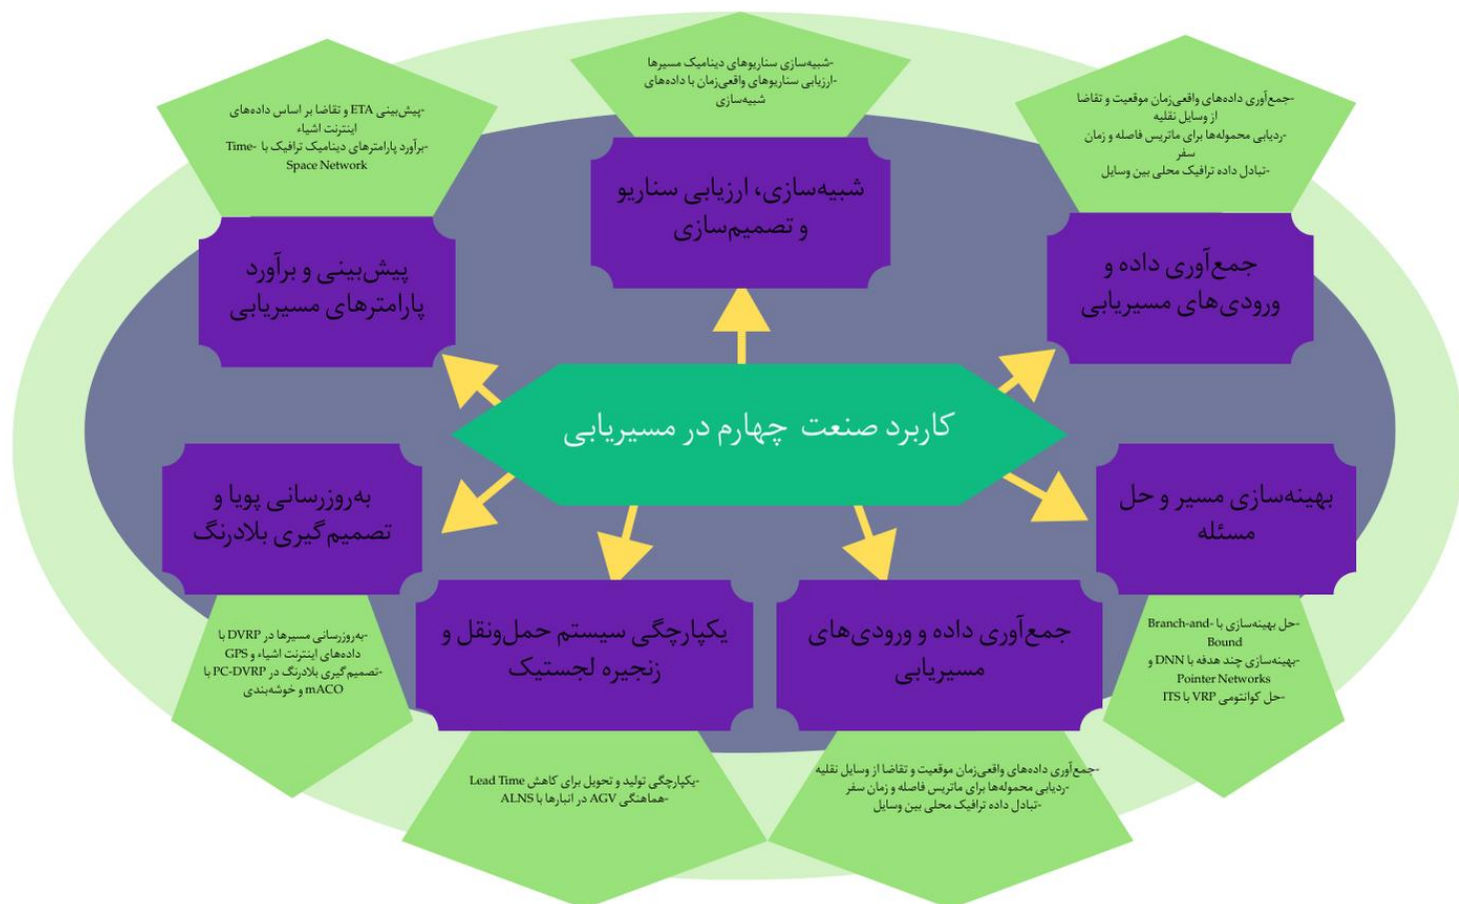 -شبیه‌سازی سناریوهای دینامیک مسیرها
-ارزیابی سناریوهای واقعی‌زمان با داده‌های
شبیه‌سازی
شبیه‌سازی، ارزیابی سناریو
و تصمیم‌سازی
-جمع‌آوری داده‌های واقعی‌زمان موقعیت و تقاضا
از وسایل نقلیه
-ردیابی محموله‌ها برای ماتریس فاصله و زمان
سفر
-تبادل داده ترافیک محلی بین وسایل
جمع‌آوری داده و
ورودی‌های مسیریابی
-پیش‌بینی ETA و تقاضا بر اساس داده‌های
اینترنت اشیاء
-برآورد پارامترهای دینامیک ترافیک با Time-
Space Network
پیش‌بینی و برآورد
پارامترهای مسیریابی
کاربرد صنعت چهارم در مسیریابی
بهینه‌سازی مسیر و حل
مسئله
-حل بهینه‌سازی با Branch-and-
Bound
-بهینه‌سازی چند هدفه با DNN و
Pointer Networks
-حل کوانتومی VRP با ITS
به‌روزرسانی پویا و
تصمیم‌گیری بلادرنگ
-به‌روزرسانی مسیرها در DVRP با
داده‌های اینترنت اشیاء و GPS
-تصمیم‌گیری بلادرنگ در PC-DVRP با
mACO و خوشه‌بندی
جمع‌آوری داده و ورودی‌های
مسیریابی
-جمع‌آوری داده‌های واقعی‌زمان موقعیت و تقاضا از وسایل نقلیه
-ردیابی محموله‌ها برای ماتریس فاصله و زمان سفر
-تبادل داده ترافیک محلی بین وسایل
یکپارچگی سیستم حمل‌ونقل و
زنجیره لجستیک
-یکپارچگی تولید و تحویل برای کاهش Lead Time
-هماهنگی AGV در انبارها با ALNS